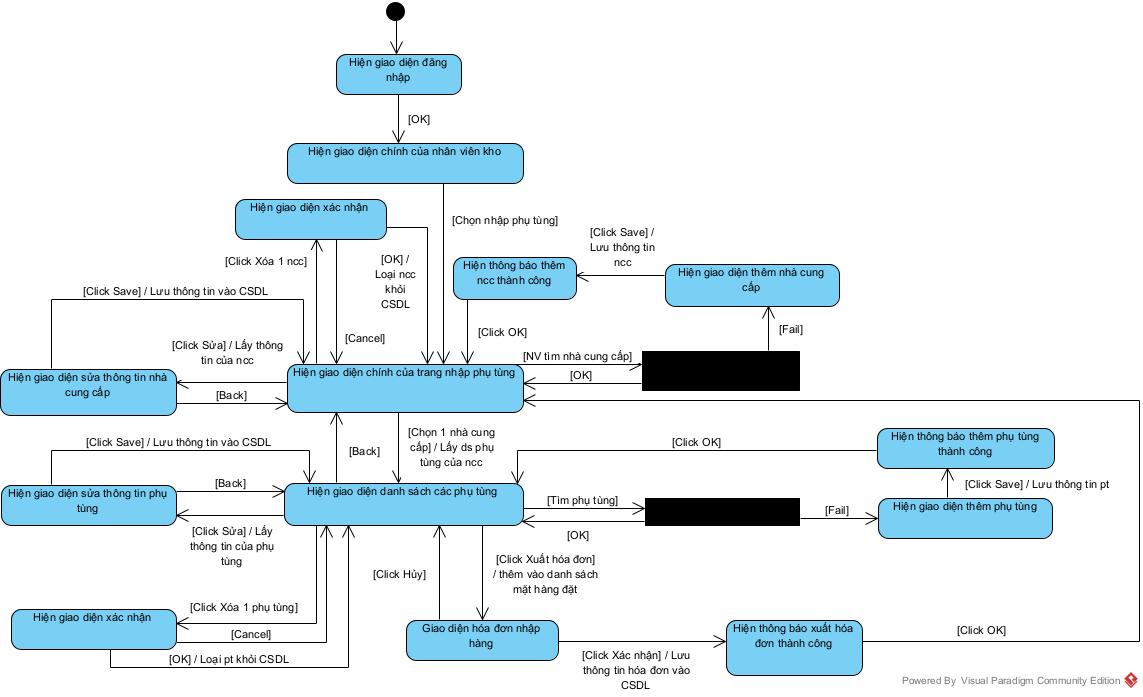 Hiện giao diện đăng
nhập
[OK]
Hiện giao diện chính của nhân viên kho
Hiện giao diện xác nhận
[Chọn nhập phụ tùng]
[Click Save] /
Lưu thông tin
ncc
[Click Xóa 1 ncc]
[OK] /
Loại ncc
khỏi
CSDL
Hiện thông báo thêm
ncc thành công
Hiện giao diện thêm nhà cung
cấp
[Click Save] / Lưu thông tin vào CSDL
[Cancel]
[Click OK]
[Fail]
[Click Sửa] / Lấy thông
tin của ncc
[NV tìm nhà cung cấp]
Hiện giao diện sửa thông tin nhà
cung cấp
Hiện giao diện chính của trang nhập phụ tùng
[OK]
[Back]
[Click Save] / Lưu thông tin vào CSDL
[Back]
[Chọn 1 nhà cung
cấp] / Lấy ds phụ
tùng của ncc
[Click OK]
Hiện thông báo thêm phụ tùng
thành công
[Back]
[Click Save] / Lưu thông tin pt
Hiện giao diện sửa thông tin phụ
tùng
Hiện giao diện danh sách các phụ tùng
[Tìm phụ tùng]
[Fail]
Hiện giao diện thêm phụ tùng
[Click Sửa] / Lấy
thông tin của phụ
tùng
[OK]
[Click Hủy]
[Click Xuất hóa đơn]
/ thêm vào danh sách
mặt hàng đặt
[Click Xóa 1 phụ tùng]
Hiện giao diện xác nhận
[Cancel]
[OK] / Loại pt khỏi CSDL
Giao diện hóa đơn nhập
hàng
[Click Xác nhận] / Lưu
thông tin hóa đơn vào
CSDL
Hiện thông báo xuất hóa
đơn thành công
[Click OK]
Powered By Visual Paradigm Community Edition